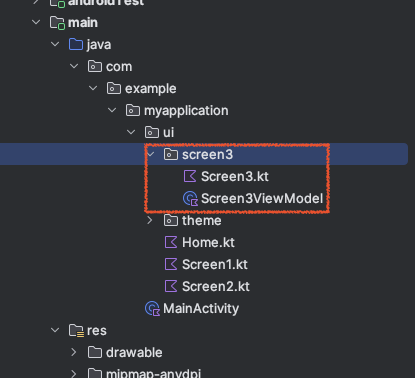 androidTest
main
java
com
example
myapplication
ui
screen3
Screen3.kt
Screen3ViewModel
theme
Home.kt
Screen1.kt
Screen2.kt
MainActivity
res
drawable
mipmap-anydpi